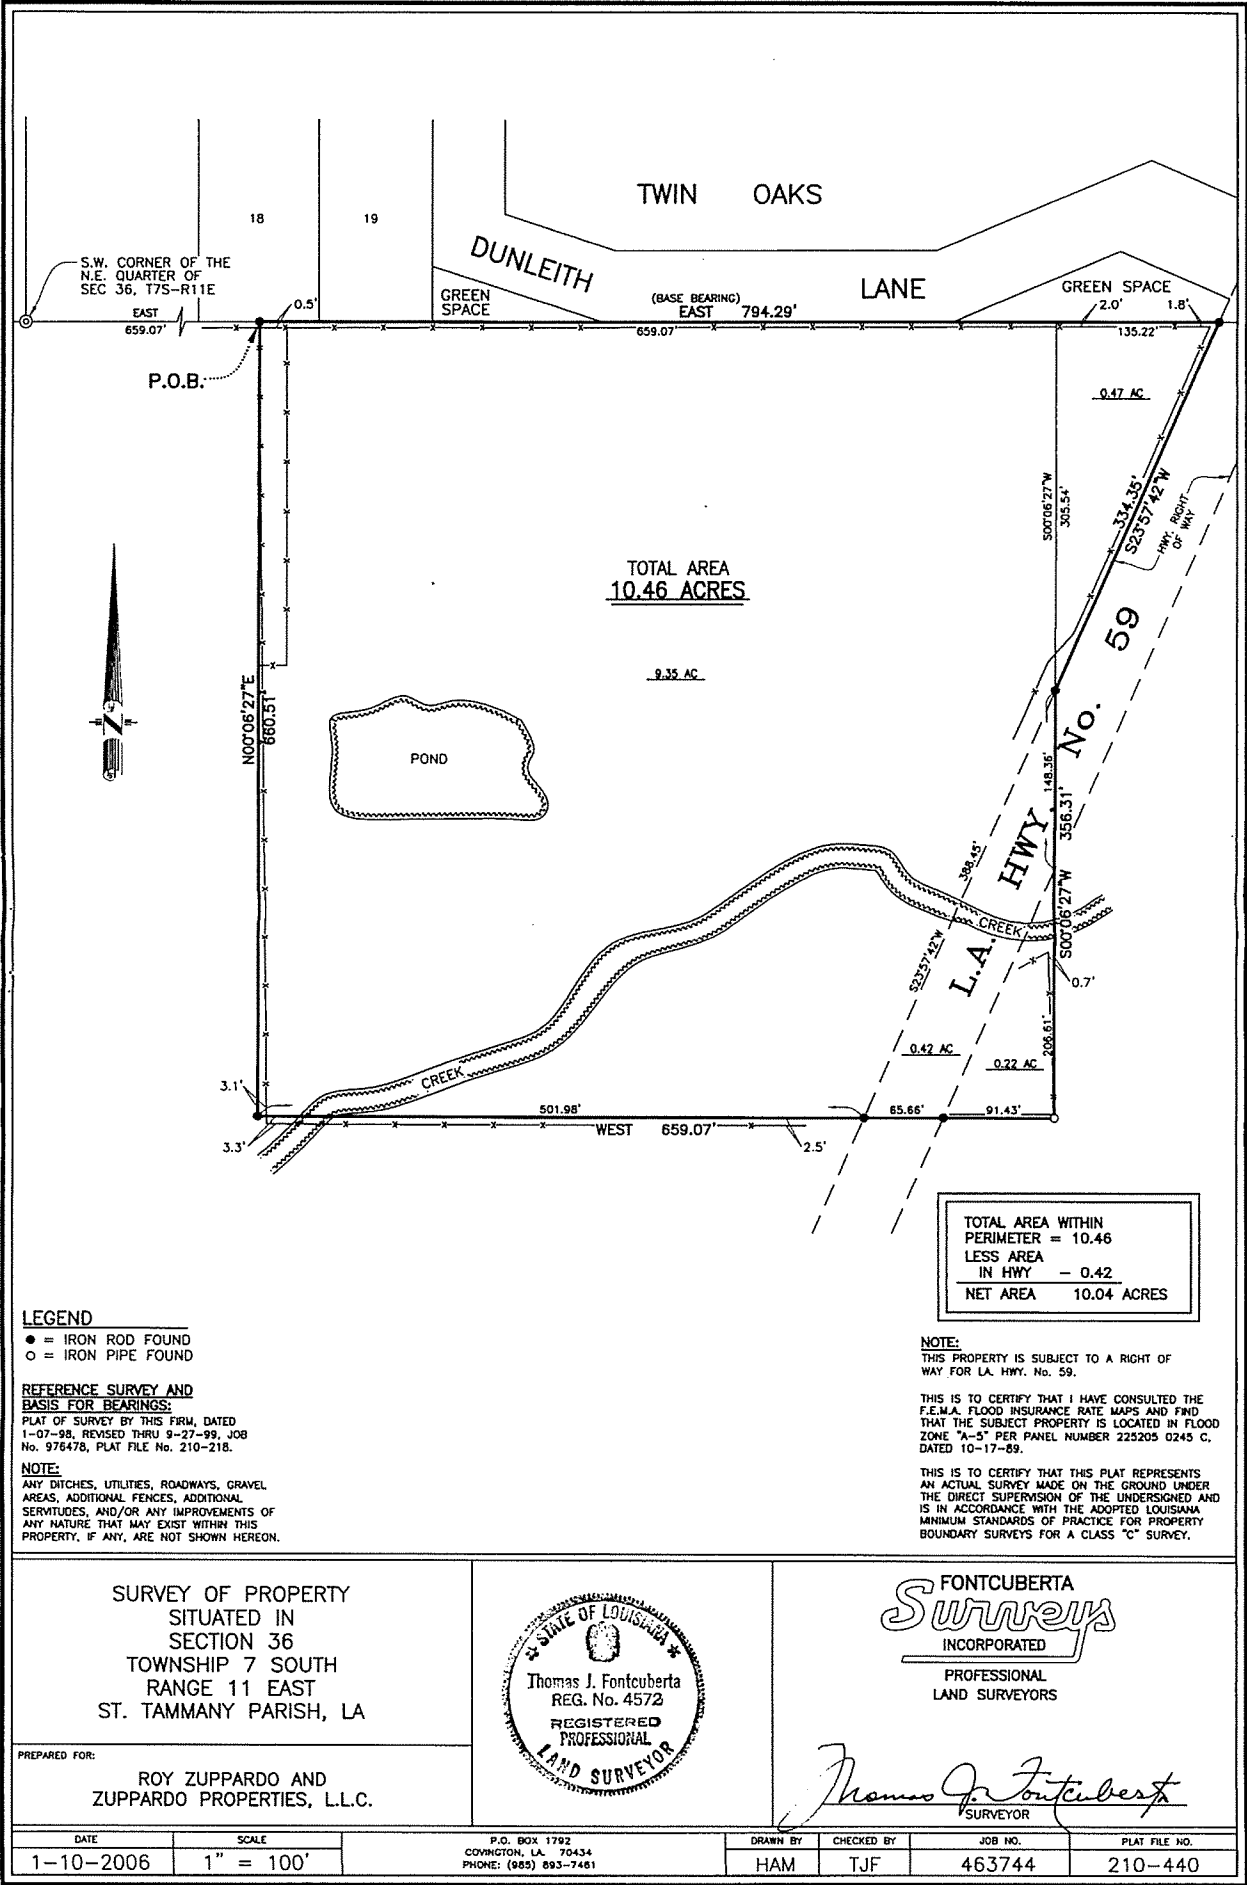 TWIN OAKS
18
19
DUNLEITH LANE
S.W. CORNER OF THE
N.E. QUARTER OF
SEC 36, T7S-R11E
GREEN
SPACE
GREEN SPACE
(BASE BEARING)
EAST 794.29'
EAST
659.07'
0.5'
659.07'
2.0'
1.8'
135.22'
P.O.B.
0.47 AC
334.35'
S23°57'42"W
HWY. RIGHT
OF WAY
S00°06'27"W
305.54'
TOTAL AREA
10.46 ACRES
9.35 AC
N00°06'27"E
660.51'
N
POND
L.A. HWY. No. 59
148.36'
S00°06'27"W 356.31'
388.45'
S23°57'42"W
CREEK
0.7'
206.61'
0.42 AC
0.22 AC
CREEK
3.1'
501.98'
65.66'
91.43'
WEST 659.07'
3.3'
2.5'
TOTAL AREA WITHIN
PERIMETER = 10.46
LESS AREA
IN HWY - 0.42
NET AREA 10.04 ACRES
LEGEND
● = IRON ROD FOUND
○ = IRON PIPE FOUND
REFERENCE SURVEY AND
BASIS FOR BEARINGS:
PLAT OF SURVEY BY THIS FIRM, DATED
1-07-98, REVISED THRU 9-27-99, JOB
No. 976478, PLAT FILE No. 210-218.
NOTE:
ANY DITCHES, UTILITIES, ROADWAYS, GRAVEL
AREAS, ADDITIONAL FENCES, ADDITIONAL
SERVITUDES, AND/OR ANY IMPROVEMENTS OF
ANY NATURE THAT MAY EXIST WITHIN THIS
PROPERTY, IF ANY, ARE NOT SHOWN HEREON.
NOTE:
THIS PROPERTY IS SUBJECT TO A RIGHT OF
WAY FOR LA. HWY. No. 59.
THIS IS TO CERTIFY THAT I HAVE CONSULTED THE
F.E.M.A. FLOOD INSURANCE RATE MAPS AND FIND
THAT THE SUBJECT PROPERTY IS LOCATED IN FLOOD
ZONE "A-5" PER PANEL NUMBER 225205 0245 C,
DATED 10-17-89.
THIS IS TO CERTIFY THAT THIS PLAT REPRESENTS
AN ACTUAL SURVEY MADE ON THE GROUND UNDER
THE DIRECT SUPERVISION OF THE UNDERSIGNED AND
IS IN ACCORDANCE WITH THE ADOPTED LOUISIANA
MINIMUM STANDARDS OF PRACTICE FOR PROPERTY
BOUNDARY SURVEYS FOR A CLASS "C" SURVEY.
SURVEY OF PROPERTY
SITUATED IN
SECTION 36
TOWNSHIP 7 SOUTH
RANGE 11 EAST
ST. TAMMANY PARISH, LA
PREPARED FOR:
ROY ZUPPARDO AND
ZUPPARDO PROPERTIES, L.L.C.
STATE OF LOUISIANA
Thomas J. Fontcuberta
REG. No. 4572
REGISTERED
PROFESSIONAL
LAND SURVEYOR
FONTCUBERTA
Surveys
INCORPORATED
PROFESSIONAL
LAND SURVEYORS
Thomas J. Fontcuberta
SURVEYOR
DATE
1-10-2006
SCALE
1" = 100'
P.O. BOX 1792
COVINGTON, LA. 70434
PHONE: (985) 893-7461
DRAWN BY
HAM
CHECKED BY
TJF
JOB NO.
463744
PLAT FILE NO.
210-440